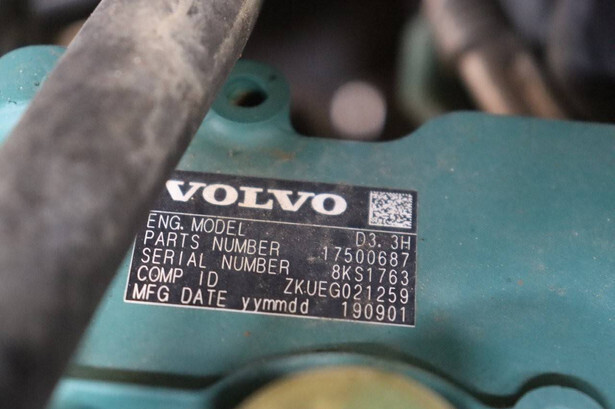 VOLVO
ENG. MODEL D3. 3H
PARTS NUMBER 17500687
SERIAL NUMBER 8KS1763
COMP ID ZKUEG021259
MFG DATE yymmdd 190901